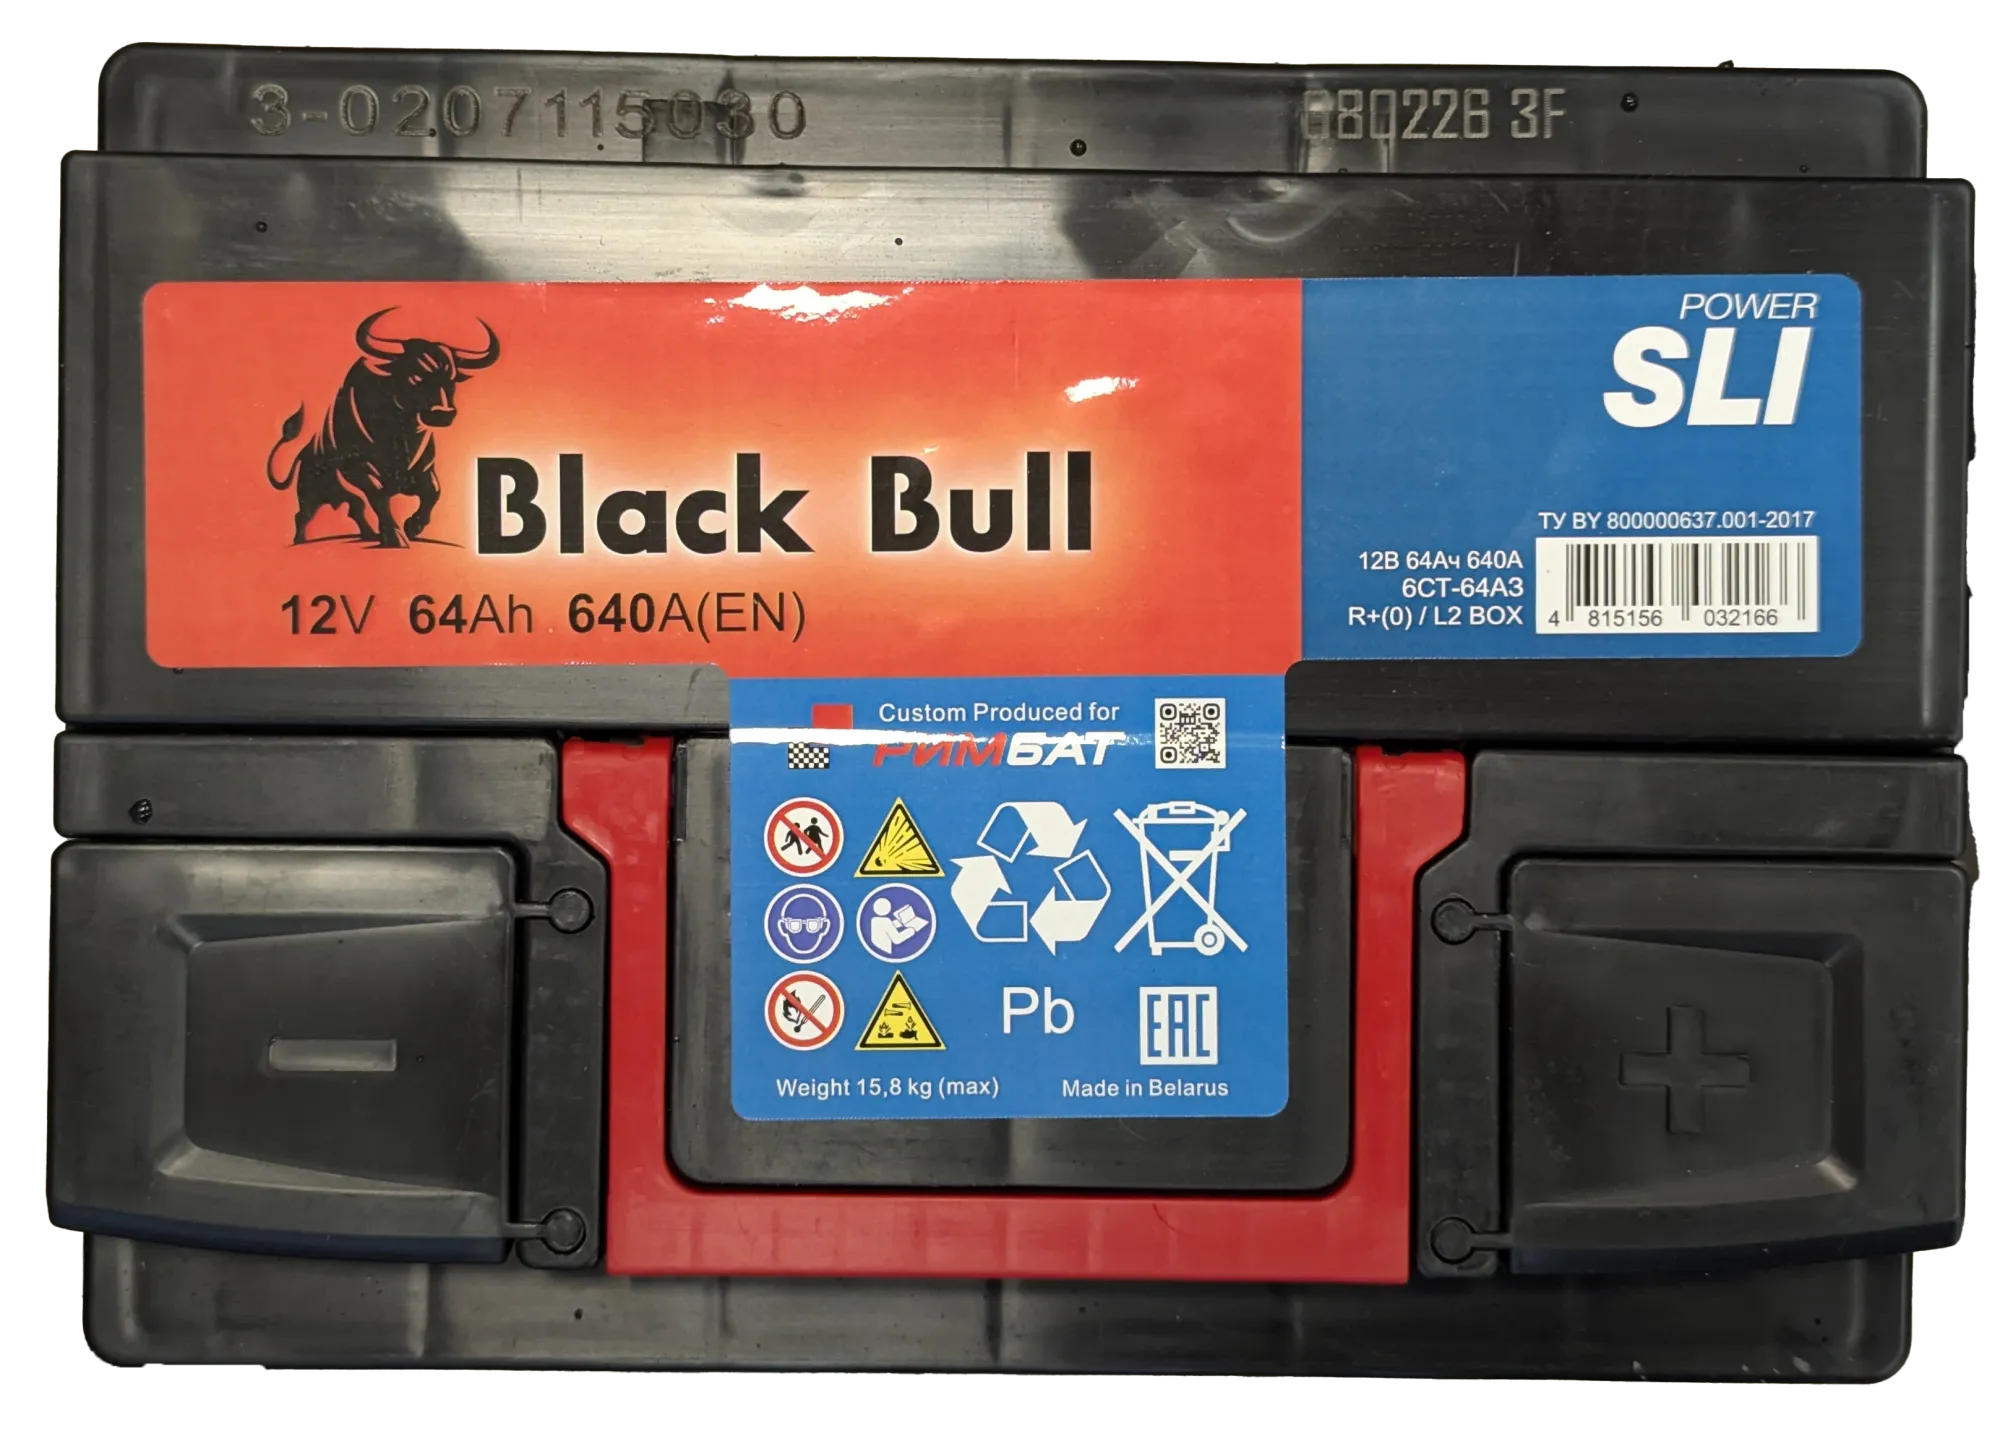 3-0207115030
080226 3F
POWER
SLI
Black Bull
12V 64Ah 640A(EN)
ТУ BY 800000637.001-2017
12В 64Ач 640А
6СТ-64АЗ
R+(0) / L2 BOX
4 815156 032166
Custom Produced for
РИМБАТ
Pb
EAC
Weight 15,8 kg (max)
Made in Belarus